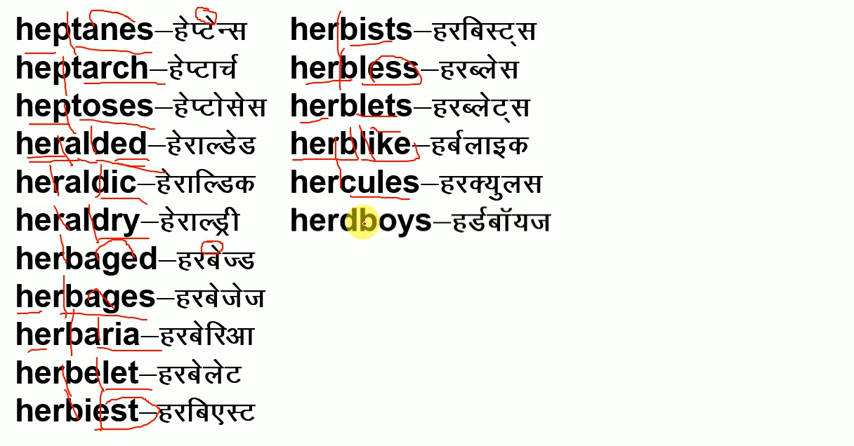 heptanes–हेप्टेन्स
heptarch–हेप्टार्च
heptoses–हेप्टोसेस
heralded–हेराल्डेड
heraldic–हेराल्डिक
heraldry–हेराल्ड्री
herbaged–हरबेज्ड
herbages–हरबेजेज
herbaria–हरबेरिआ
herbelet–हरबेलेट
herbiest–हरबिएस्ट
herbists–हरबिस्ट्स
herbless–हरब्लेस
herblets–हरब्लेट्स
herblike–हर्बलाइक
hercules–हरक्युलस
herdboys–हर्डबॉयज